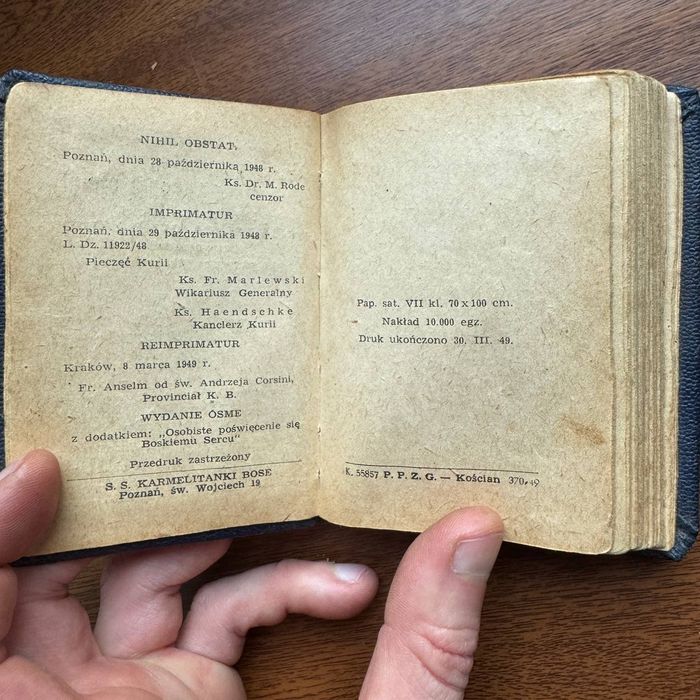 NIHIL OBSTAT
Poznań, dnia 28 października 1948 r.
Ks. Dr. M. Rode
cenzor
IMPRIMATUR
Poznań, dnia 29 października 1948 r.
L. Dz. 11922/48
Pieczęć Kurii
Ks. Fr. Marlewski
Wikariusz Generalny
Ks. Haendschke
Kanclerz Kurii
REIMPRIMATUR
Kraków, 8 marca 1949 r.
Fr. Anselm od św. Andrzeja Corsini,
Provinciał K. B.
WYDANIE ÓSME
z dodatkiem: „Osobiste poświęcenie się
Boskiemu Sercu"
Przedruk zastrzeżony
S. S. KARMELITANKI BOSE
Poznań, św. Wojciech 19
Pap. sat. VII kl. 70 x 100 cm.
Nakład 10.000 egz.
Druk ukończono 30. III. 49.
K. 55857 P. P. Z. G. — Kościan 370,49